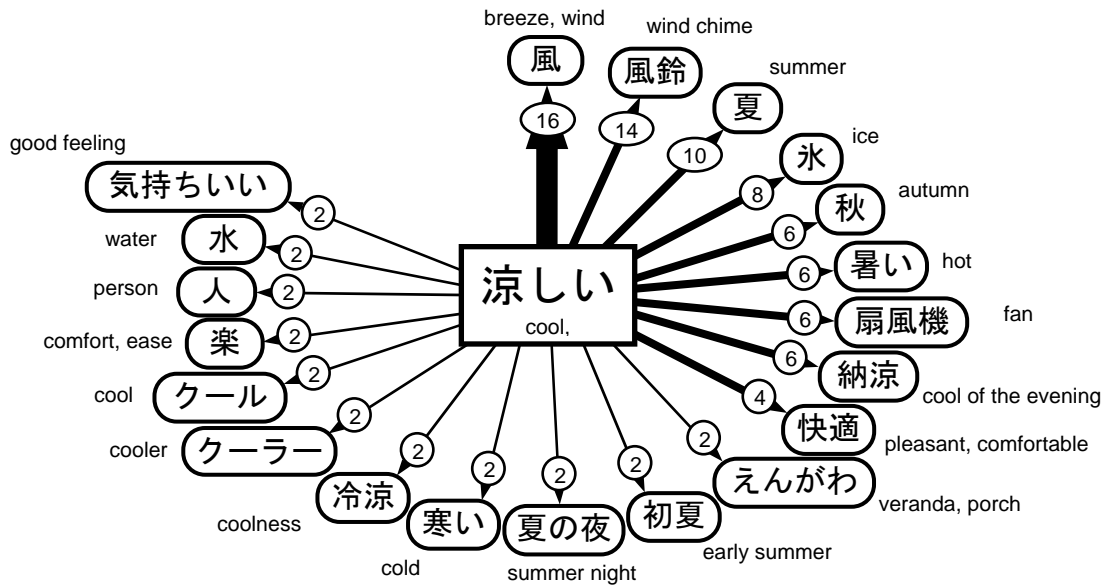 breeze, wind
風
16
wind chime
風鈴
14
summer
夏
10
ice
氷
8
autumn
秋
6
hot
暑い
6
fan
扇風機
6
cool of the evening
納涼
6
pleasant, comfortable
快適
4
veranda, porch
えんがわ
2
early summer
初夏
2
summer night
夏の夜
2
cold
寒い
2
coolness
冷涼
2
cooler
クーラー
2
cool
クール
2
comfort, ease
楽
2
person
人
2
water
水
2
good feeling
気持ちいい
2
涼しい
cool,